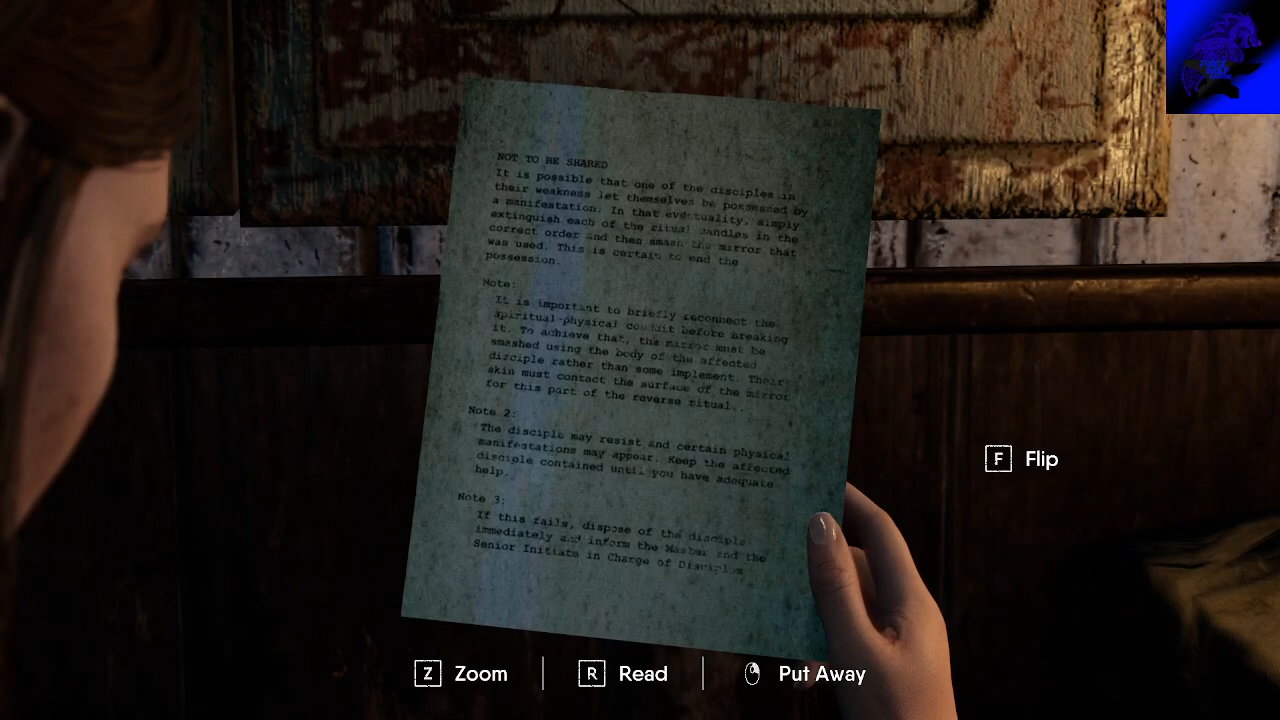 NOT TO BE SHARED
It is possible that one of the disciples in
their weakness let themselves be possessed by
a manifestation. In that eventuality, simply
extinguish each of the ritual candles in the
correct order and then smash the mirror that
was used. This is certain to end the
possession.
Note:
It is important to briefly reconnect the
spiritual-physical conduit before breaking
it. To achieve that, the mirror must be
smashed using the body of the affected
disciple rather than some implement. Their
skin must contact the surface of the mirror
for this part of the reverse ritual..
Note 2:
The disciple may resist and certain physical
manifestations may appear. Keep the affected
disciple contained until you have adequate
help.
Note 3:
If this fails, dispose of the disciple
immediately and inform the Master and the
Senior Initiate in Charge of Disciples
F Flip
Z Zoom R Read Put Away